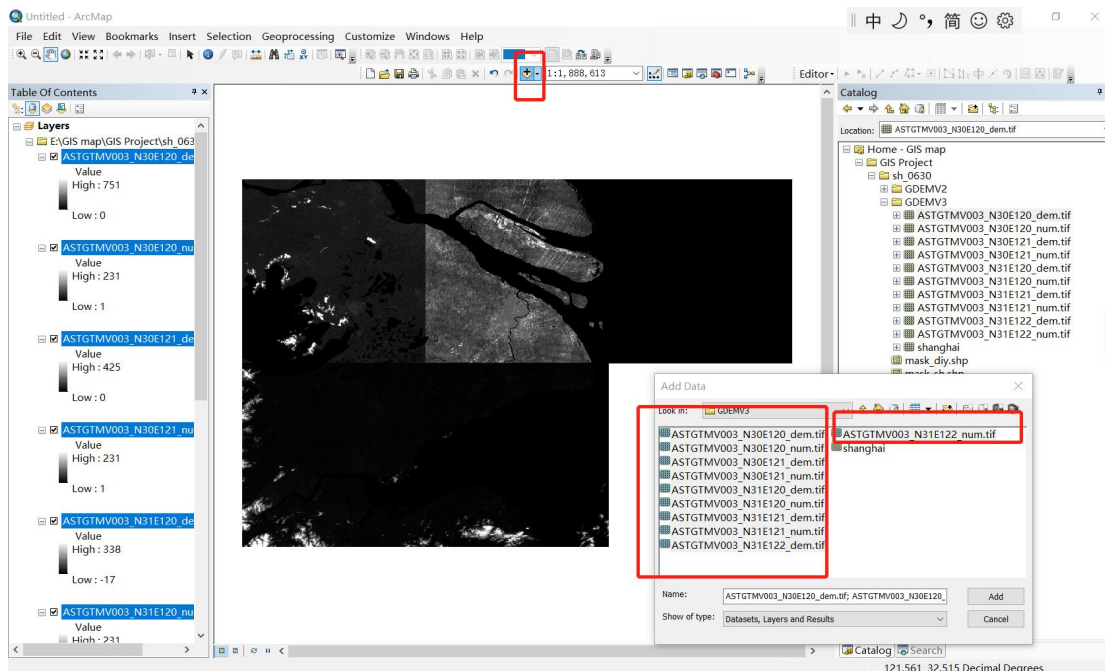 Untitled - ArcMap
中 简
File Edit View Bookmarks Insert Selection Geoprocessing Customize Windows Help
1:1,888,613
Editor
Table Of Contents
Layers
E:\GIS map\GIS Project\sh_063
ASTGTMV003_N30E120_de
Value
High : 751
Low : 0
ASTGTMV003_N30E120_nu
Value
High : 231
Low : 1
ASTGTMV003_N30E121_de
Value
High : 425
Low : 0
ASTGTMV003_N30E121_nu
Value
High : 231
Low : 1
ASTGTMV003_N31E120_de
Value
High : 338
Low : -17
ASTGTMV003_N31E120_nu
Value
High : 231
Catalog
Location: ASTGTMV003_N30E120_dem.tif
Home - GIS map
GIS Project
sh_0630
GDEMV2
GDEMV3
ASTGTMV003_N30E120_dem.tif
ASTGTMV003_N30E120_num.tif
ASTGTMV003_N30E121_dem.tif
ASTGTMV003_N30E121_num.tif
ASTGTMV003_N31E120_dem.tif
ASTGTMV003_N31E120_num.tif
ASTGTMV003_N31E121_dem.tif
ASTGTMV003_N31E121_num.tif
ASTGTMV003_N31E122_dem.tif
ASTGTMV003_N31E122_num.tif
shanghai
mask_diy.shp
mask_sh.shp
Add Data
Look in: GDEMV3
ASTGTMV003_N30E120_dem.tif
ASTGTMV003_N30E120_num.tif
ASTGTMV003_N30E121_dem.tif
ASTGTMV003_N30E121_num.tif
ASTGTMV003_N31E120_dem.tif
ASTGTMV003_N31E120_num.tif
ASTGTMV003_N31E121_dem.tif
ASTGTMV003_N31E121_num.tif
ASTGTMV003_N31E122_dem.tif
ASTGTMV003_N31E122_num.tif
shanghai
Name: ASTGTMV003_N30E120_dem.tif; ASTGTMV003_N30E120_
Add
Show of type: Datasets, Layers and Results
Cancel
Catalog Search
121.561 32.515 Decimal Degrees